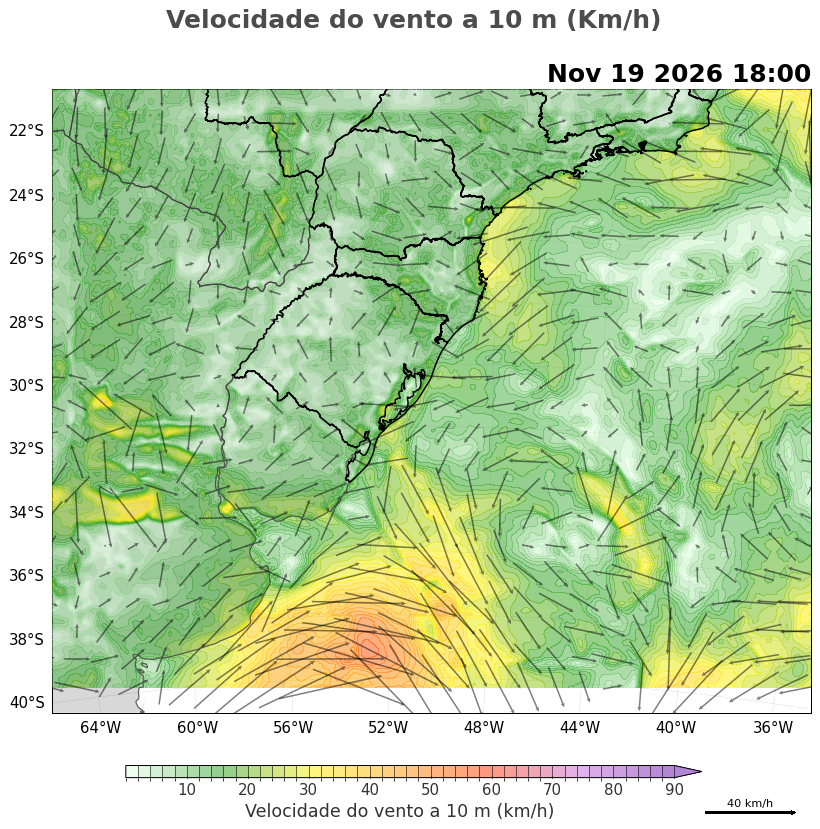 Velocidade do vento a 10 m (Km/h)
Nov 19 2026 18:00
22°S
24°S
26°S
28°S
30°S
32°S
34°S
36°S
38°S
40°S
64°W 60°W 56°W 52°W 48°W 44°W 40°W 36°W
10 20 30 40 50 60 70 80 90
Velocidade do vento a 10 m (km/h)
40 km/h